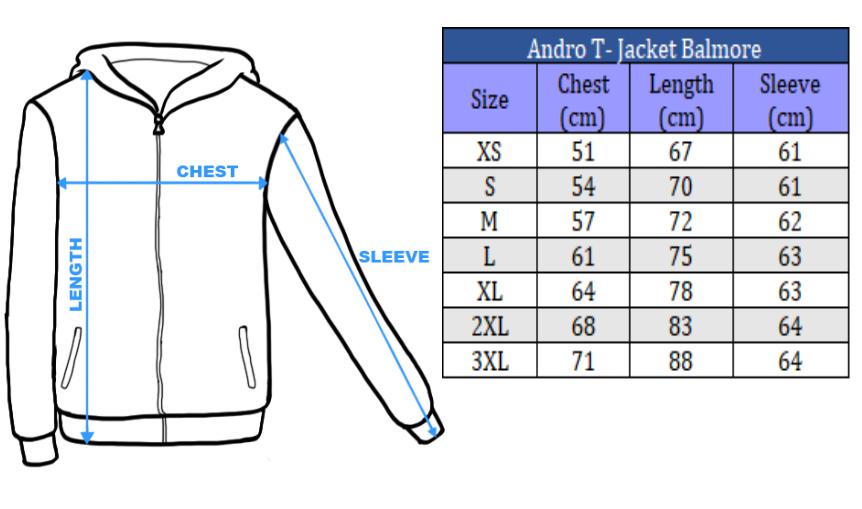 CHEST
LENGTH
SLEEVE
Andro T- Jacket Balmore
Size Chest (cm) Length (cm) Sleeve (cm)
XS 51 67 61
S 54 70 61
M 57 72 62
L 61 75 63
XL 64 78 63
2XL 68 83 64
3XL 71 88 64